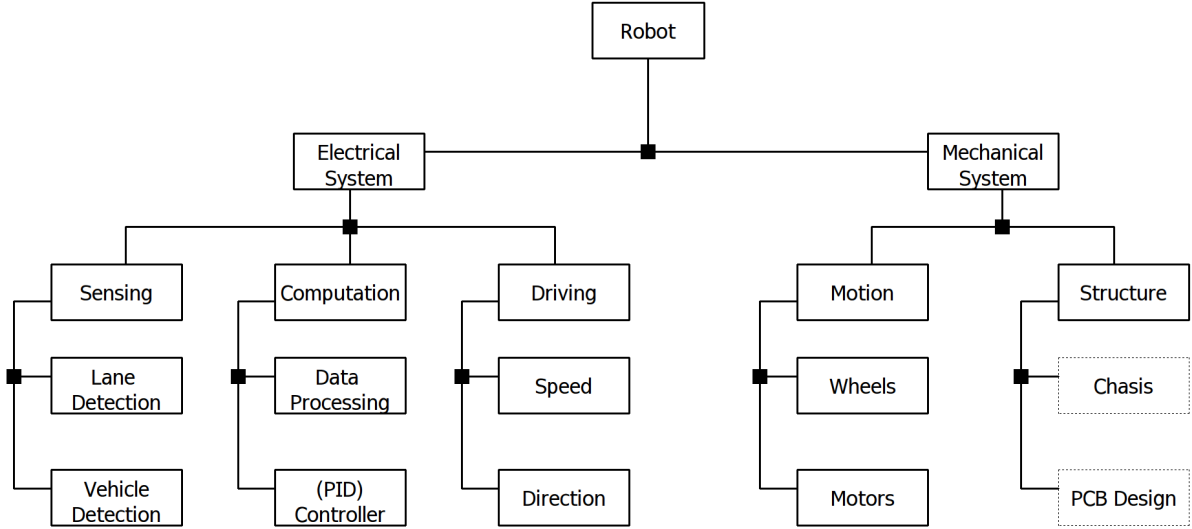 Robot
Electrical
System
Mechanical
System
Sensing
Computation
Driving
Motion
Structure
Lane
Detection
Data
Processing
Speed
Wheels
Chasis
Vehicle
Detection
(PID)
Controller
Direction
Motors
PCB Design